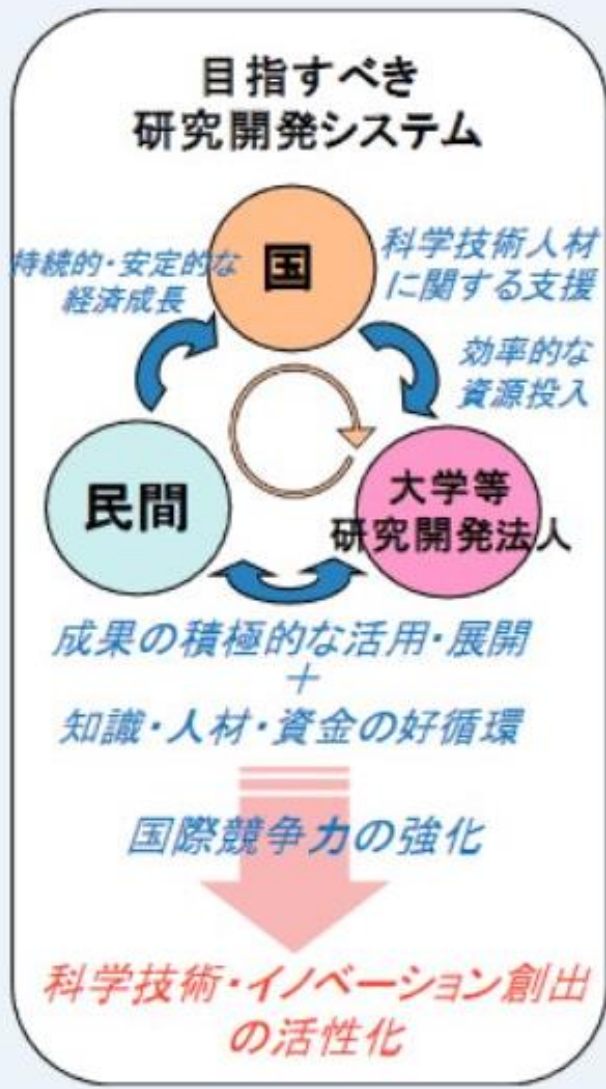 目指すべき
研究開発システム
持続的・安定的な
経済成長
国
科学技術人材
に関する支援
効率的な
資源投入
民間
大学等
研究開発法人
成果の積極的な活用・展開
+
知識・人材・資金の好循環
国際競争力の強化
科学技術・イノベーション創出
の活性化